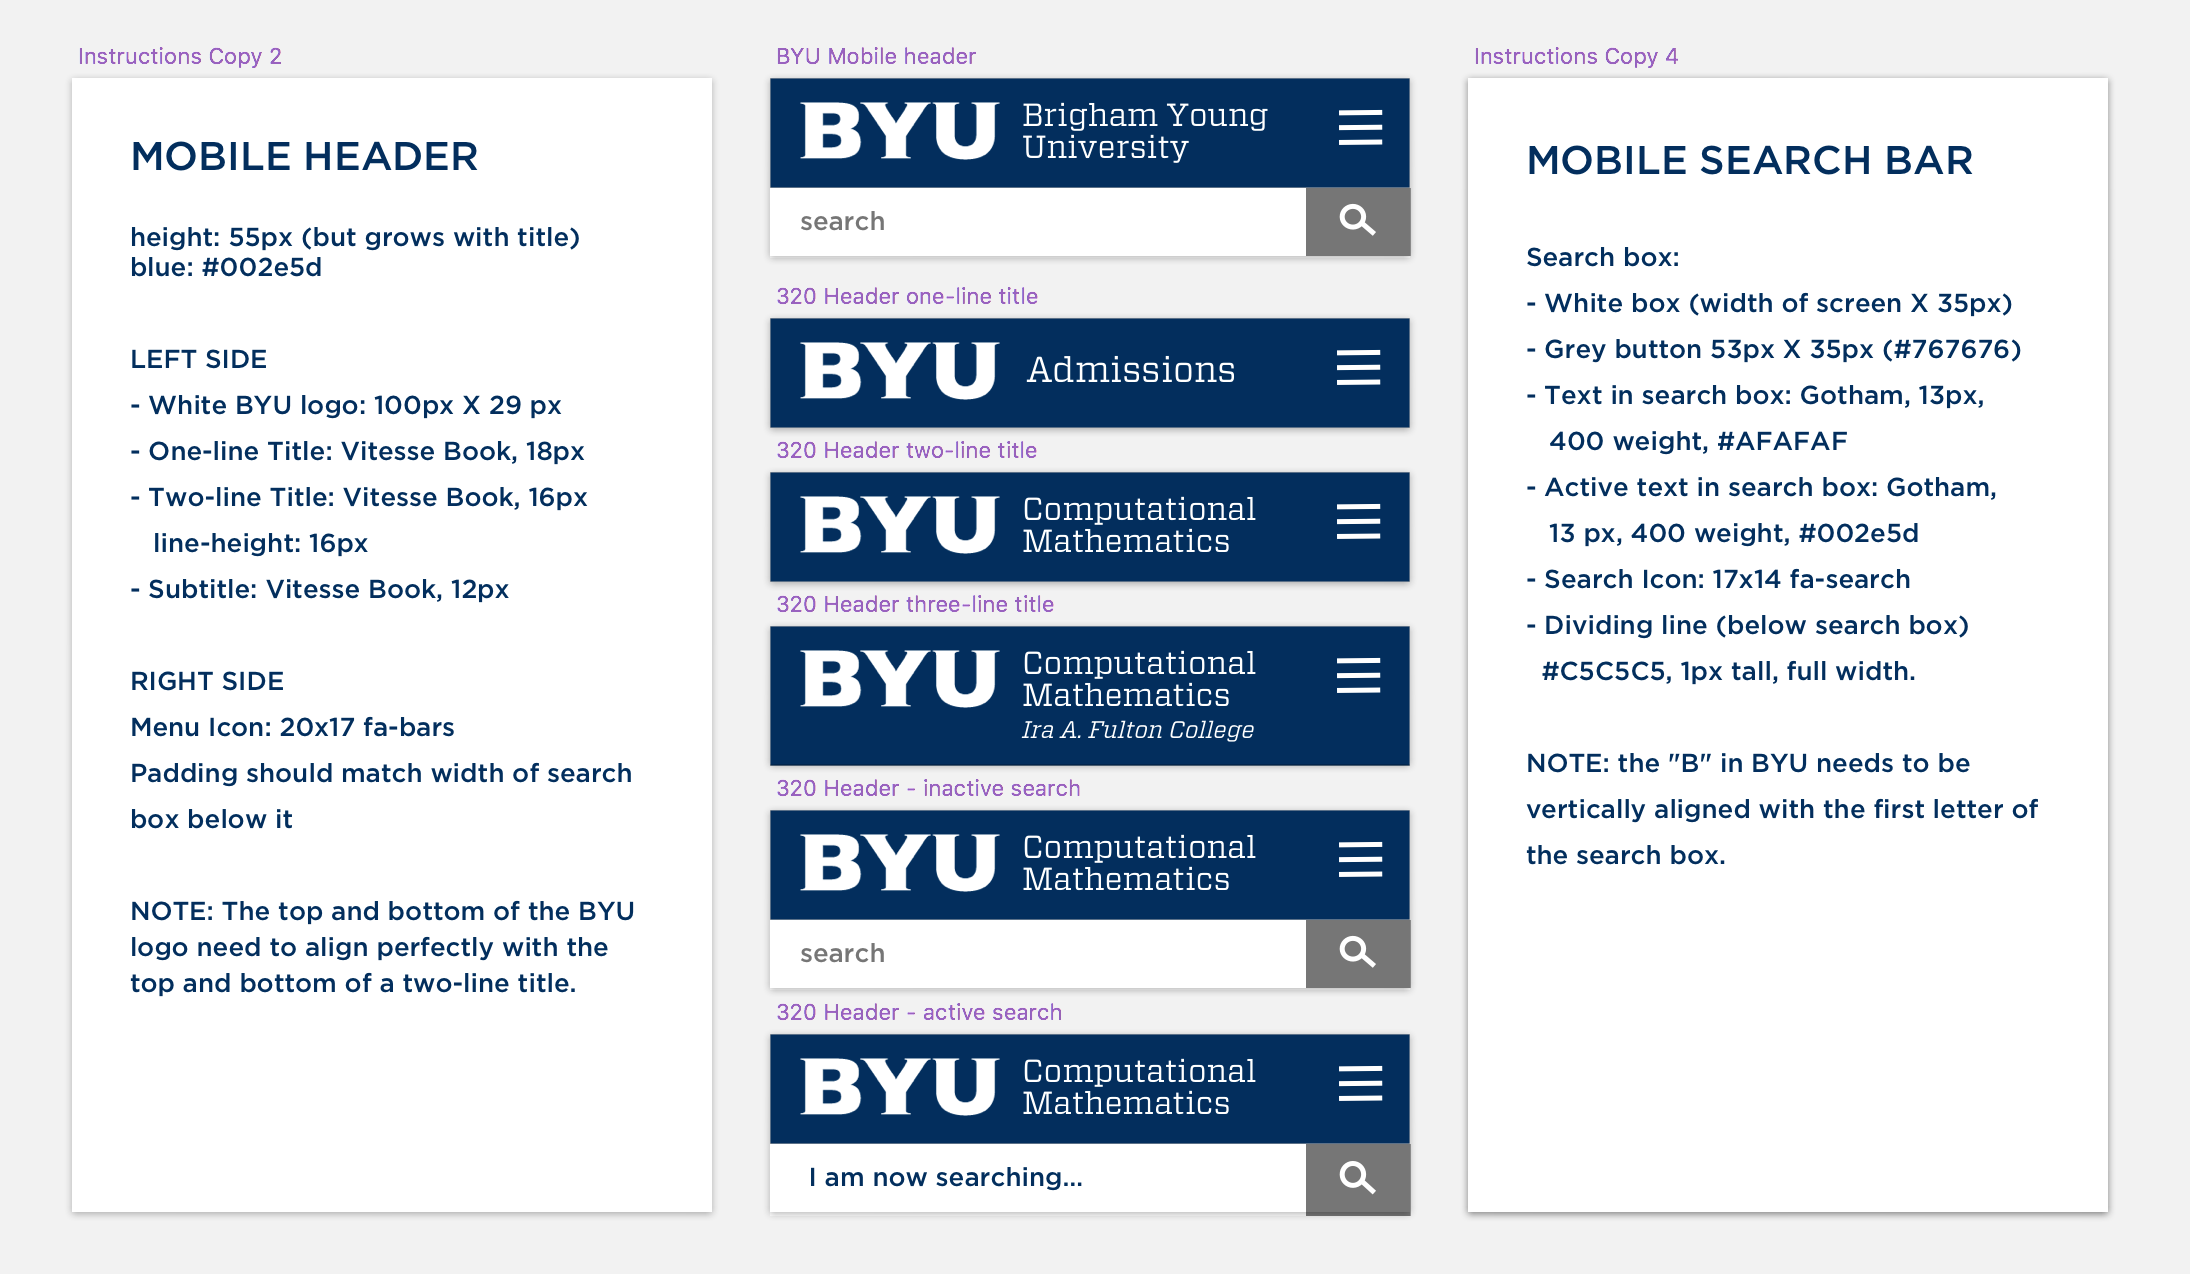 Instructions Copy 2
MOBILE HEADER
height: 55px (but grows with title)
blue: #002e5d
LEFT SIDE
- White BYU logo: 100px X 29 px
- One-line Title: Vitesse Book, 18px
- Two-line Title: Vitesse Book, 16px
line-height: 16px
- Subtitle: Vitesse Book, 12px
RIGHT SIDE
Menu Icon: 20x17 fa-bars
Padding should match width of search
box below it
NOTE: The top and bottom of the BYU
logo need to align perfectly with the
top and bottom of a two-line title.
BYU Mobile header
BYU
Brigham Young
University
search
320 Header one-line title
BYU
Admissions
320 Header two-line title
BYU
Computational
Mathematics
320 Header three-line title
BYU
Computational
Mathematics
Ira A. Fulton College
320 Header - inactive search
BYU
Computational
Mathematics
search
320 Header - active search
BYU
Computational
Mathematics
I am now searching...
Instructions Copy 4
MOBILE SEARCH BAR
Search box:
- White box (width of screen X 35px)
- Grey button 53px X 35px (#767676)
- Text in search box: Gotham, 13px,
400 weight, #AFAFAF
- Active text in search box: Gotham,
13 px, 400 weight, #002e5d
- Search Icon: 17x14 fa-search
- Dividing line (below search box)
#C5C5C5, 1px tall, full width.
NOTE: the "B" in BYU needs to be
vertically aligned with the first letter of
the search box.